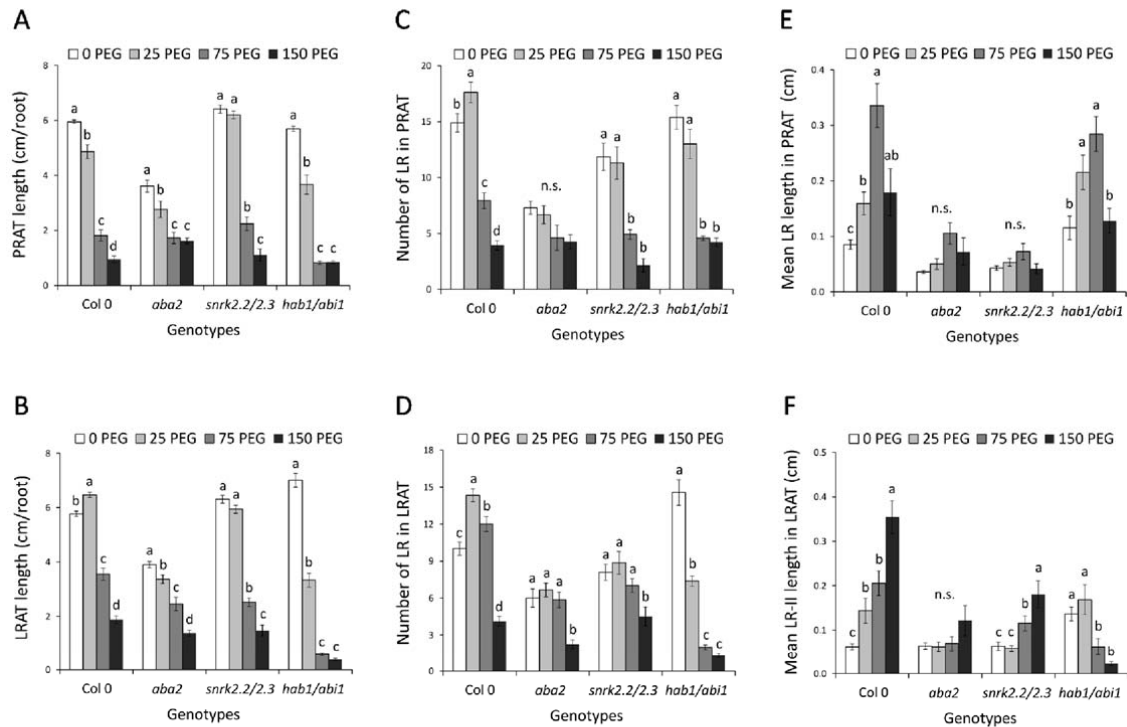 A
0 PEG 25 PEG 75 PEG 150 PEG
PRAT length (cm/root)
8
6
4
2
0
a
b
c
d
a
b
c
c
a
a
b
c
a
b
c
c
Col 0
aba2
snrk2.2/2.3
hab1/abi1
Genotypes
C
0 PEG 25 PEG 75 PEG 150 PEG
Number of LR in PRAT
20
15
10
5
0
b
a
c
d
n.s.
a
a
b
b
a
a
b
b
Col 0
aba2
snrk2.2/2.3
hab1/abi1
Genotypes
E
0 PEG 25 PEG 75 PEG 150 PEG
Mean LR length in PRAT (cm)
0.4
0.3
0.2
0.1
0.0
c
b
a
ab
n.s.
n.s.
b
a
a
b
Col 0
aba2
snrk2.2/2.3
hab1/abi1
Genotypes
B
0 PEG 25 PEG 75 PEG 150 PEG
LRAT length (cm/root)
8
6
4
2
0
b
a
c
d
a
b
c
d
a
a
b
c
a
b
c
c
Col 0
aba2
snrk2.2/2.3
hab1/abi1
Genotypes
D
0 PEG 25 PEG 75 PEG 150 PEG
Number of LR in LRAT
18
15
12
9
6
3
0
c
a
b
d
a
a
a
b
a
a
a
b
a
b
c
c
Col 0
aba2
snrk2.2/2.3
hab1/abi1
Genotypes
F
0 PEG 25 PEG 75 PEG 150 PEG
Mean LR-II length in LRAT (cm)
0.5
0.4
0.3
0.2
0.1
0.0
c
b
b
a
n.s.
c
c
b
a
a
a
b
b
Col 0
aba2
snrk2.2/2.3
hab1/abi1
Genotypes